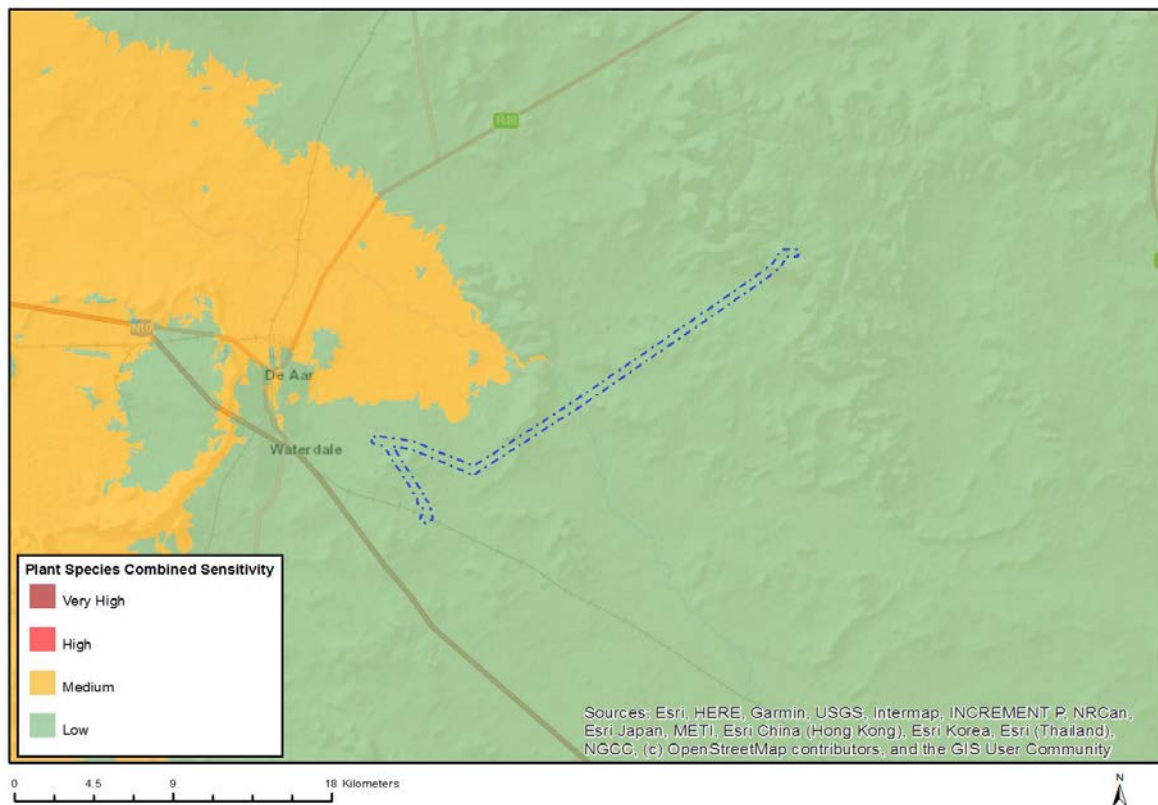 R48
N10
De Aar
Waterdale
Plant Species Combined Sensitivity
Very High
High
Medium
Low
Sources: Esri, HERE, Garmin, USGS, Intermap, INCREMENT P, NRCan,
Esri Japan, METI, Esri China (Hong Kong), Esri Korea, Esri (Thailand),
NGCC, (c) OpenStreetMap contributors, and the GIS User Community
0 4.5 9 18 Kilometers
N